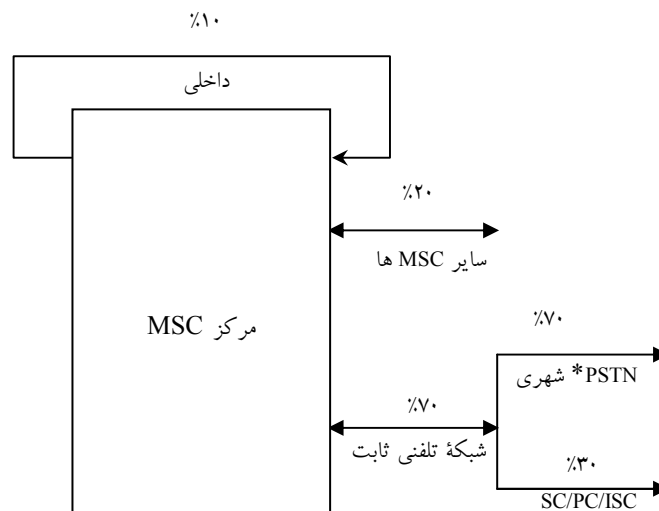 ٪۱۰
داخلی
٪۲۰
سایر MSC ها
مرکز MSC
٪۷۰
PSTN* شهری
٪۷۰
شبکهٔ تلفنی ثابت
٪۳۰
SC/PC/ISC